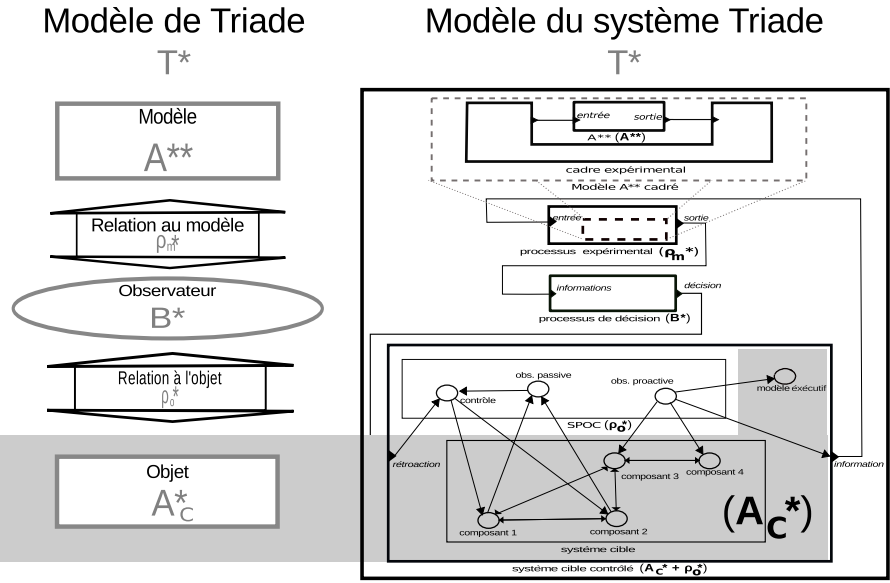 Modèle de Triade
T*
Modèle
A**
Relation au modèle
ρm*
Observateur
B*
Relation à l'objet
ρo*
Objet
A*C
Modèle du système Triade
T*
entrée
sortie
A** (A**)
cadre expérimental
Modèle A** cadré
entrée
sortie
processus expérimental (ρm*)
informations
décision
processus de décision (B*)
obs. passive
obs. proactive
contrôle
modèle éxécutif
SPOC (ρo*)
rétroaction
information
composant 3
composant 4
composant 1
composant 2
(Ac*)
système cible
système cible contrôlé (Ac* + ρo*)